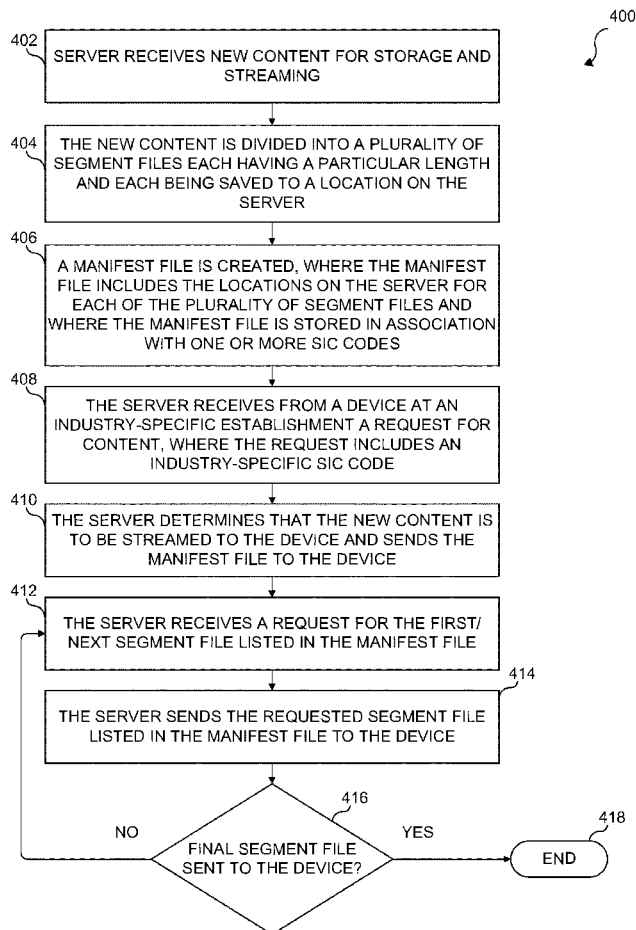 400
402
SERVER RECEIVES NEW CONTENT FOR STORAGE AND
STREAMING
404
THE NEW CONTENT IS DIVIDED INTO A PLURALITY OF
SEGMENT FILES EACH HAVING A PARTICULAR LENGTH
AND EACH BEING SAVED TO A LOCATION ON THE
SERVER
406
A MANIFEST FILE IS CREATED, WHERE THE MANIFEST
FILE INCLUDES THE LOCATIONS ON THE SERVER FOR
EACH OF THE PLURALITY OF SEGMENT FILES AND
WHERE THE MANIFEST FILE IS STORED IN ASSOCIATION
WITH ONE OR MORE SIC CODES
408
THE SERVER RECEIVES FROM A DEVICE AT AN
INDUSTRY-SPECIFIC ESTABLISHMENT A REQUEST FOR
CONTENT, WHERE THE REQUEST INCLUDES AN
INDUSTRY-SPECIFIC SIC CODE
410
THE SERVER DETERMINES THAT THE NEW CONTENT IS
TO BE STREAMED TO THE DEVICE AND SENDS THE
MANIFEST FILE TO THE DEVICE
412
THE SERVER RECEIVES A REQUEST FOR THE FIRST/
NEXT SEGMENT FILE LISTED IN THE MANIFEST FILE
414
THE SERVER SENDS THE REQUESTED SEGMENT FILE
LISTED IN THE MANIFEST FILE TO THE DEVICE
416
NO
FINAL SEGMENT FILE
SENT TO THE DEVICE?
YES
418
END